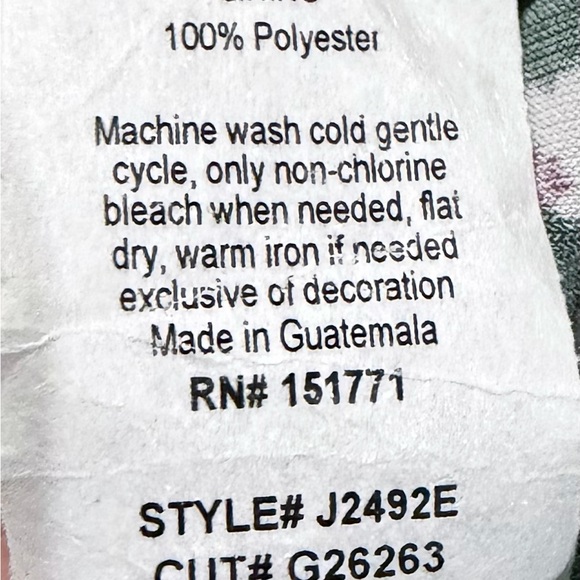 100% Polyester
Machine wash cold gentle
cycle, only non-chlorine
bleach when needed, flat
dry, warm iron if needed
exclusive of decoration
Made in Guatemala
RN# 151771
STYLE# J2492E
CUT# G26263